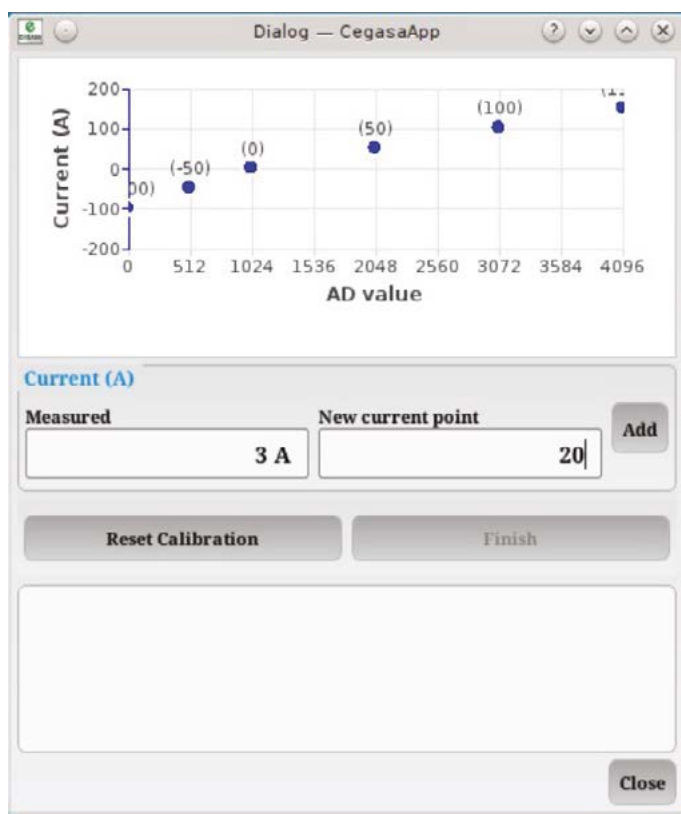 Dialog — CegasaApp
Current (A)
200
100
0
-100
-200
(-50)
(0)
(50)
(100)
0 512 1024 1536 2048 2560 3072 3584 4096
AD value
Current (A)
Measured
New current point
3 A
20
Add
Reset Calibration
Finish
Close